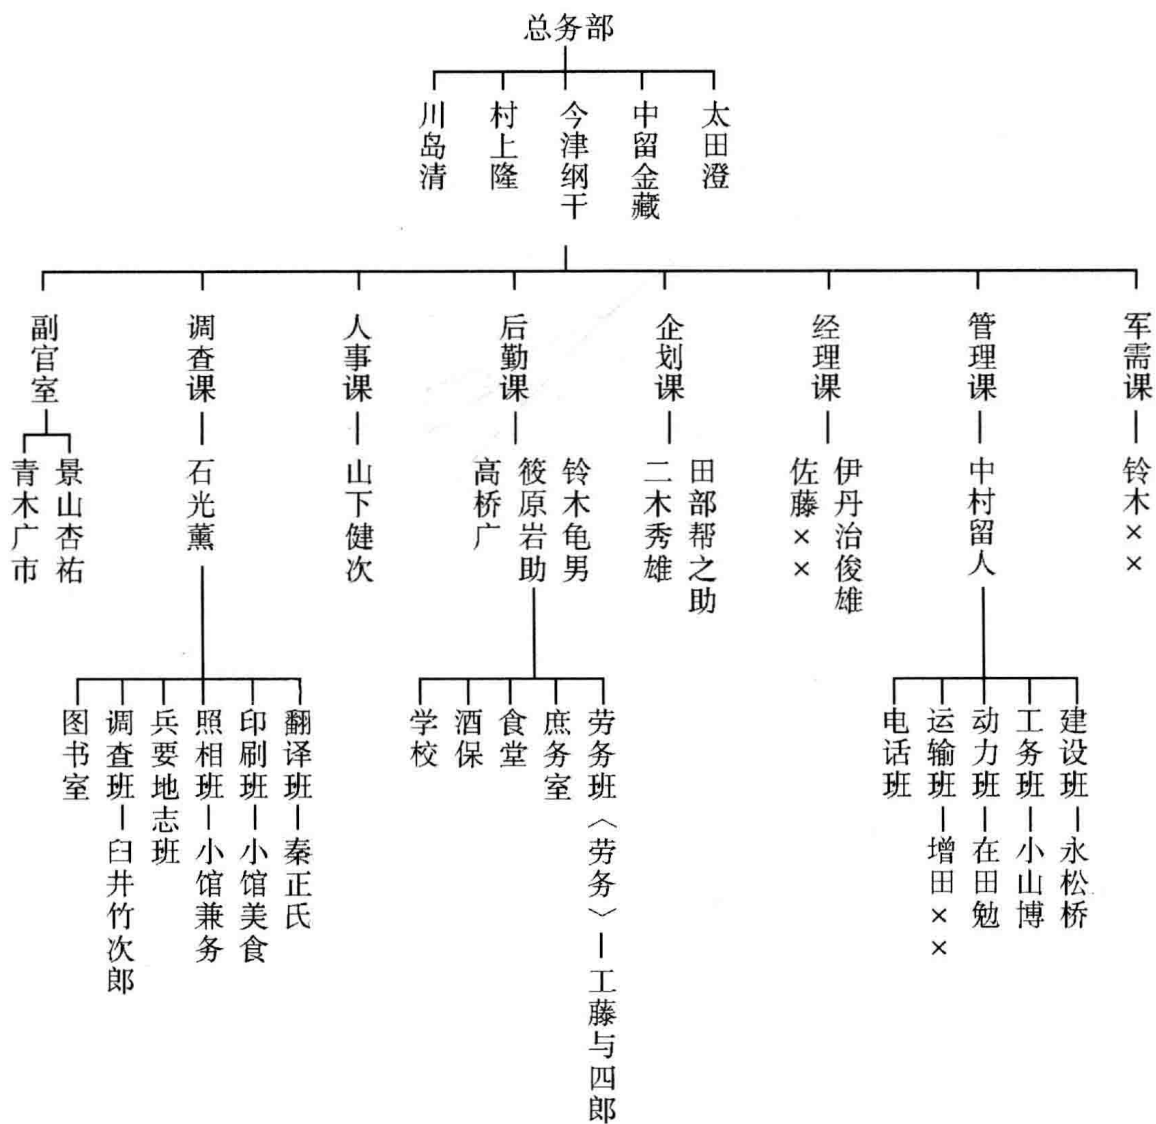 总务部
川岛清
村上隆
今津纲干
中留金藏
太田澄
副官室
调查课
人事课
后勤课
企划课
经理课
管理课
军需课
青木广市
景山杏祐
石光薰
山下健次
高桥广
筱原岩助
铃木龟男
二木秀雄
田部帮之助
佐藤××
伊丹治俊雄
中村留人
铃木××
图书室
调查班—臼井竹次郎
兵要地志班
照相班—小馆兼务
印刷班—小馆美食
翻译班—秦正氏
学校
酒保
食堂
庶务室
劳务班〈劳务〉—工藤与四郎
电话班
运输班—增田××
动力班—在田勉
工务班—小山博
建设班—永松桥